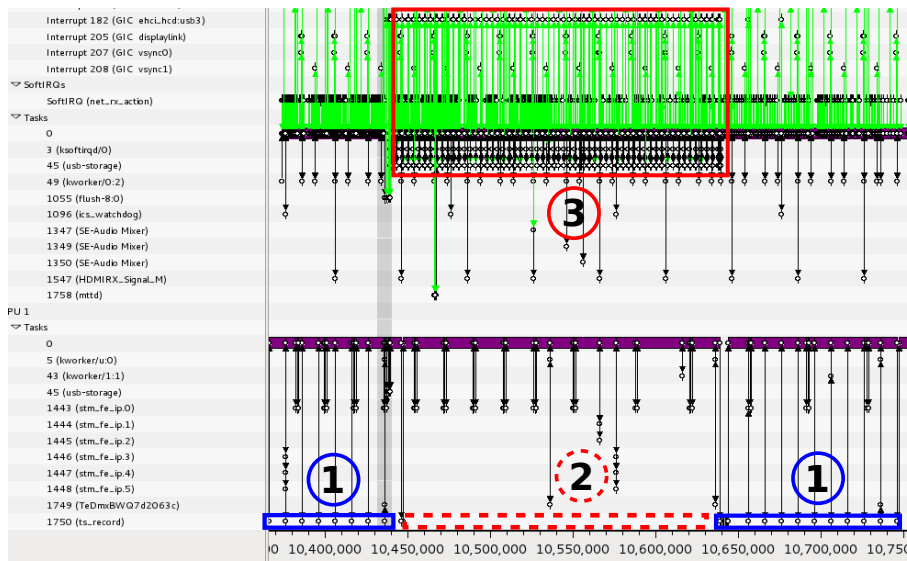 Interrupt 182 (GIC ehci_hcd:usb3)
Interrupt 205 (GIC displaylink)
Interrupt 207 (GIC vsync0)
Interrupt 208 (GIC vsync1)
SoftIRQs
SoftIRQ (net_rx_action)
Tasks
0
3 (ksoftirqd/0)
45 (usb-storage)
49 (kworker/0:2)
1055 (flush-8:0)
1096 (ics_watchdog)
1347 (SE-Audio Mixer)
1349 (SE-Audio Mixer)
1350 (SE-Audio Mixer)
1547 (HDMIRX_Signal_M)
1758 (mttd)
3
PU 1
Tasks
0
5 (kworker/u:0)
43 (kworker/1:1)
45 (usb-storage)
1443 (stm_fe_ip.0)
1444 (stm_fe_ip.1)
1445 (stm_fe_ip.2)
1446 (stm_fe_ip.3)
1447 (stm_fe_ip.4)
1448 (stm_fe_ip.5)
1749 (TeDmxBWQ7d2063c)
1750 (ts_record)
1 2 1
00 10,400,000 10,450,000 10,500,000 10,550,000 10,600,000 10,650,000 10,700,000 10,750